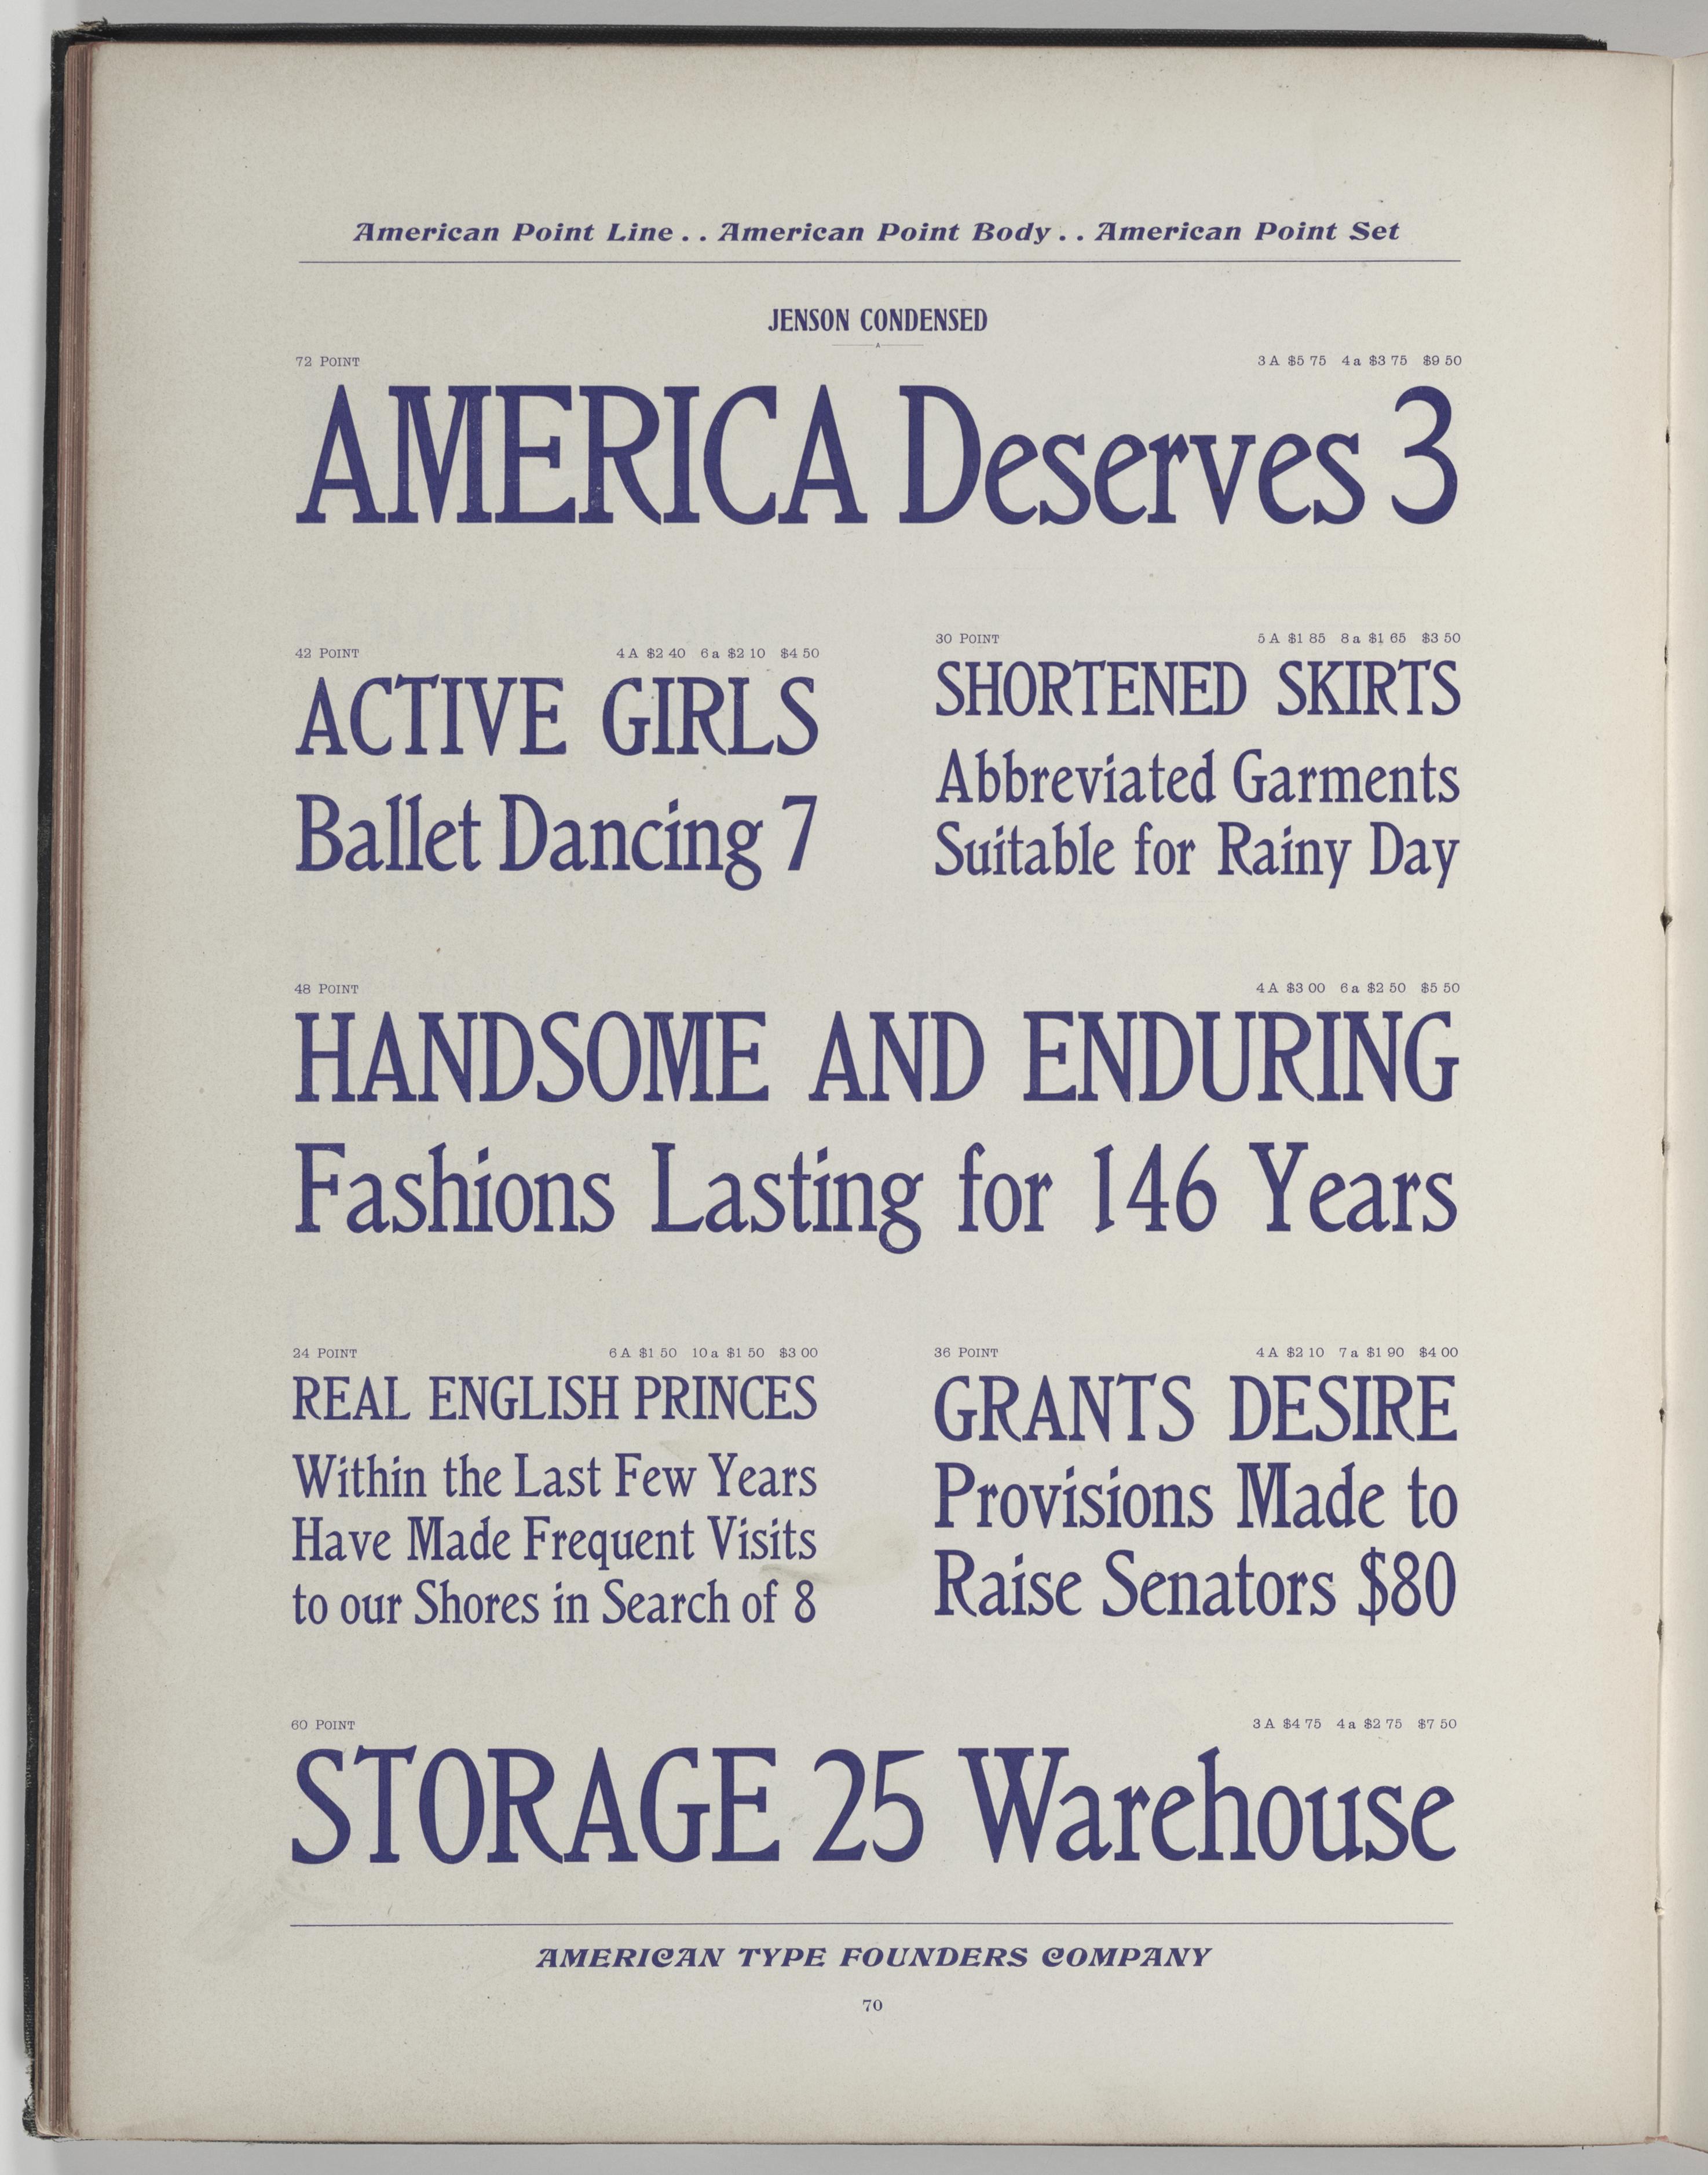 American Point Line . . American Point Body . . American Point Set
JENSON CONDENSED
A
72 POINT 3 A $5 75 4 a $3 75 $9 50
AMERICA Deserves 3
42 POINT 4 A $2 40 6 a $2 10 $4 50
ACTIVE GIRLS
Ballet Dancing 7
30 POINT 5 A $1 85 8 a $1 65 $3 50
SHORTENED SKIRTS
Abbreviated Garments
Suitable for Rainy Day
48 POINT 4 A $3 00 6 a $2 50 $5 50
HANDSOME AND ENDURING
Fashions Lasting for 146 Years
24 POINT 6 A $1 50 10 a $1 50 $3 00
REAL ENGLISH PRINCES
Within the Last Few Years
Have Made Frequent Visits
to our Shores in Search of 8
36 POINT 4 A $2 10 7 a $1 90 $4 00
GRANTS DESIRE
Provisions Made to
Raise Senators $80
60 POINT 3 A $4 75 4 a $2 75 $7 50
STORAGE 25 Warehouse
AMERICAN TYPE FOUNDERS COMPANY
70